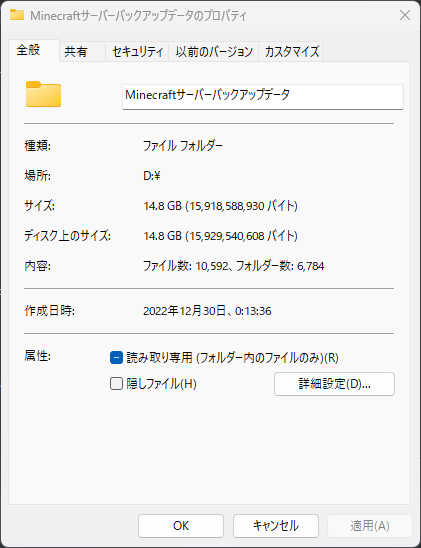 Minecraftサーバーバックアップデータのプロパティ
全般 共有 セキュリティ 以前のバージョン カスタマイズ
Minecraftサーバーバックアップデータ
種類: ファイル フォルダー
場所: D:¥
サイズ: 14.8 GB (15,918,588,930 バイト)
ディスク上のサイズ: 14.8 GB (15,929,540,608 バイト)
内容: ファイル数: 10,592、フォルダー数: 6,784
作成日時: 2022年12月30日、0:13:36
属性: 読み取り専用 (フォルダー内のファイルのみ)(R)
隠しファイル(H) 詳細設定(D)...
OK キャンセル 適用(A)